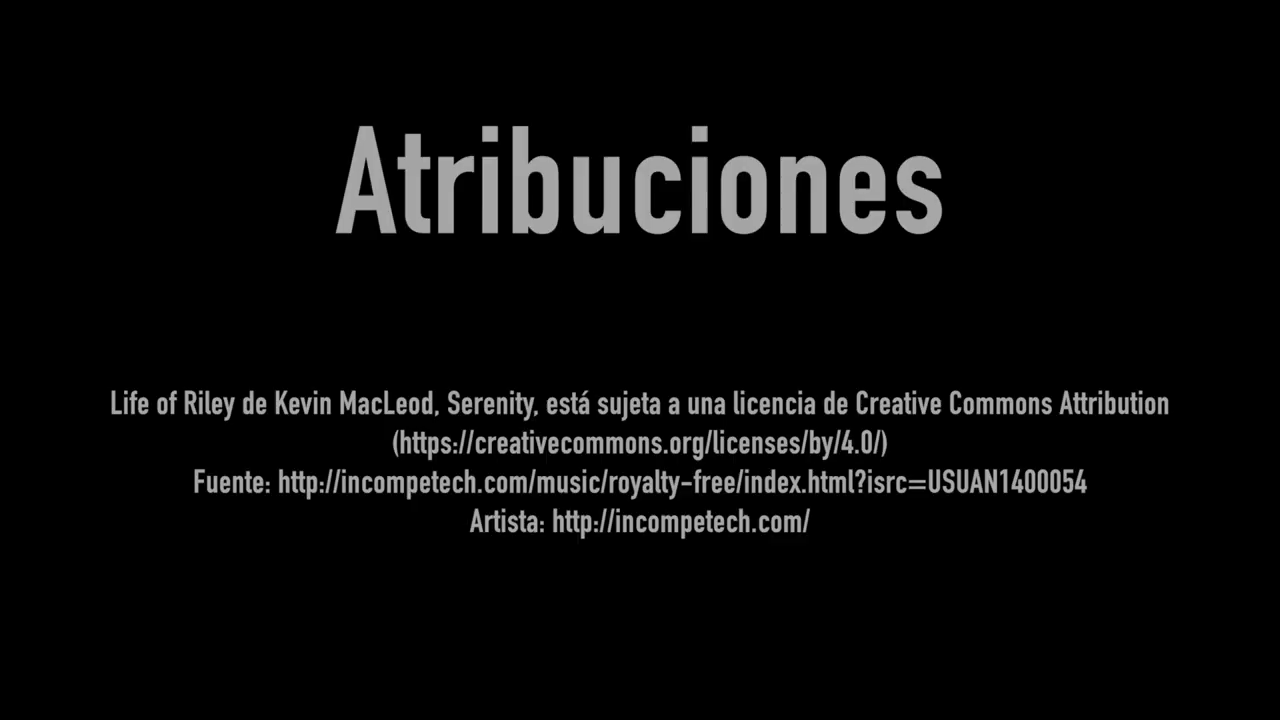 Atribuciones
Life of Riley de Kevin MacLeod, Serenity, está sujeta a una licencia de Creative Commons Attribution
(https://creativecommons.org/licenses/by/4.0/)
Fuente: http://incompetech.com/music/royalty-free/index.html?isrc=USUAN1400054
Artista: http://incompetech.com/